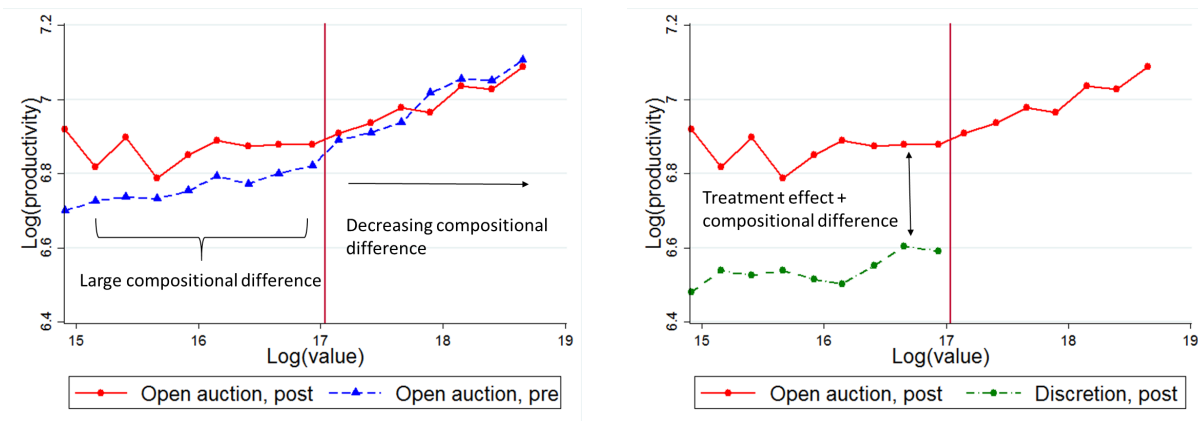 7.2
7
6.8
6.6
6.4
Log(productivity)
Large compositional difference
Decreasing compositional
difference
15 16 17 18 19
Log(value)
Open auction, post Open auction, pre
7.2
7
6.8
6.6
6.4
Log(productivity)
Treatment effect +
compositional difference
15 16 17 18 19
Log(value)
Open auction, post Discretion, post